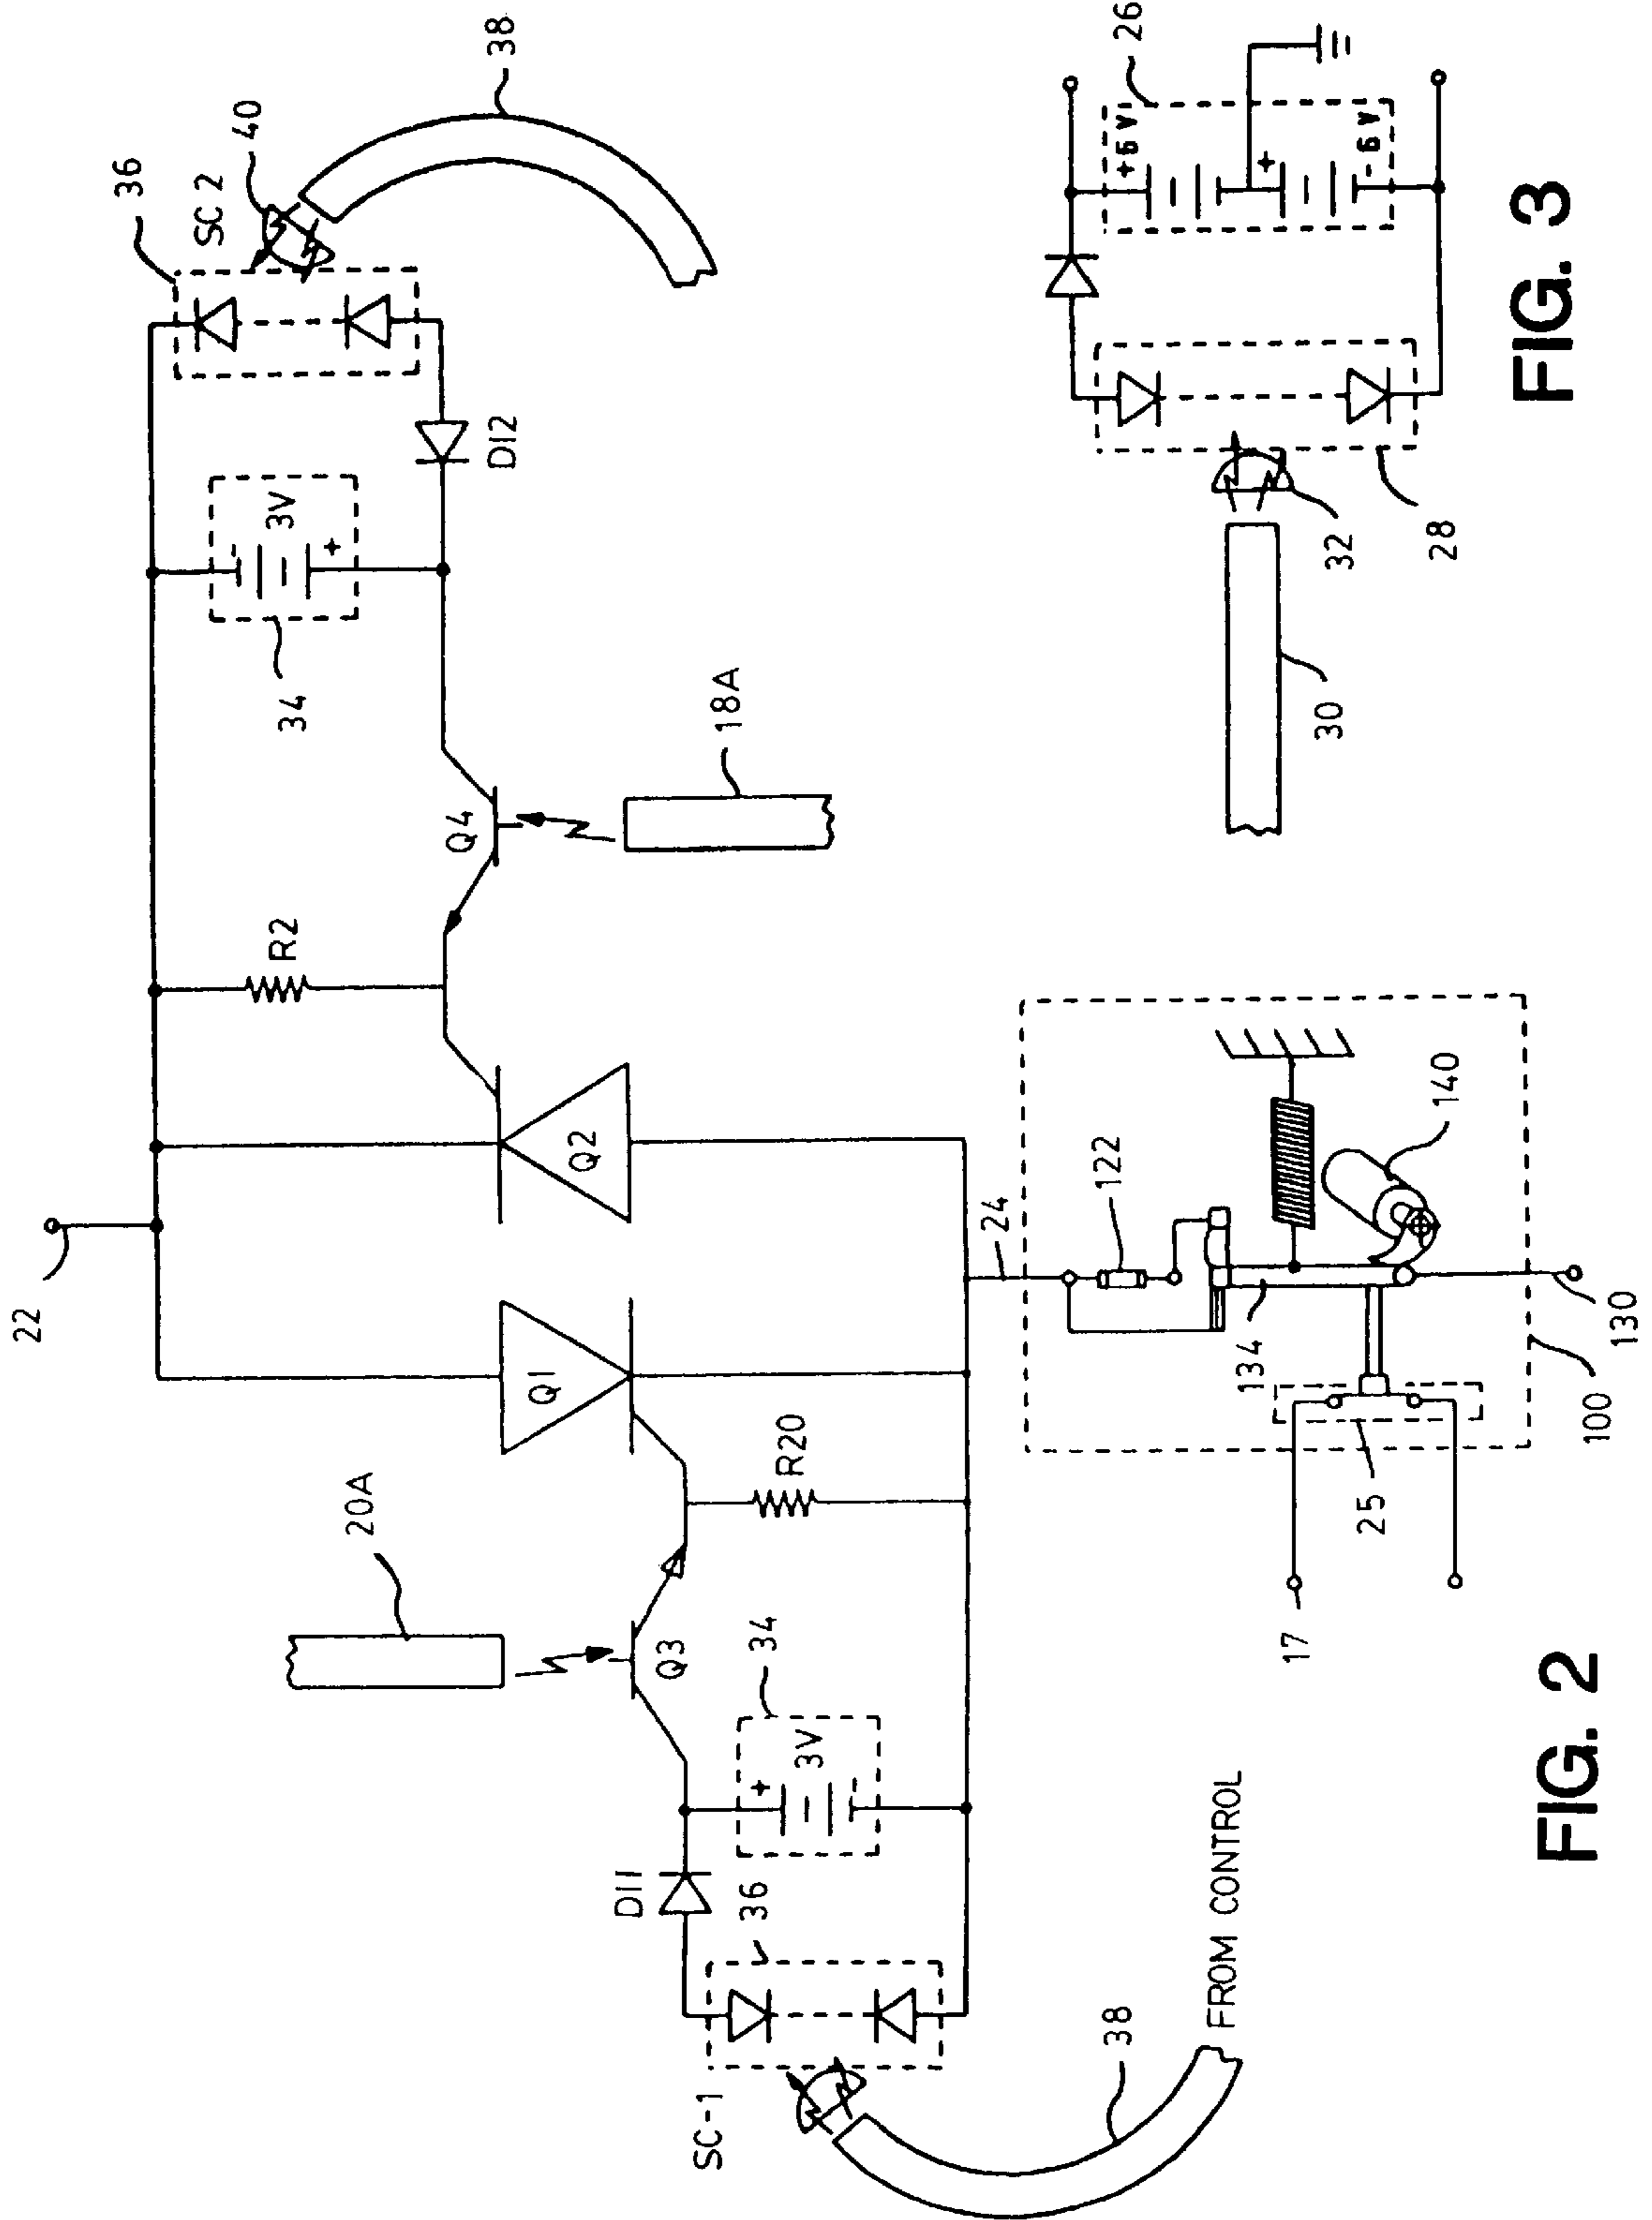 22
36
SC 2
40
3V
34
R2
20A
Q4
D12
38
Q1
Q2
D11
Q3
SC-1
18A
36
34
R20
3V
24
122
38
FROM CONTROL
134
140
17
25
100
130
FIG. 2
26
+6V
+
-6V
30
32
28
FIG. 3